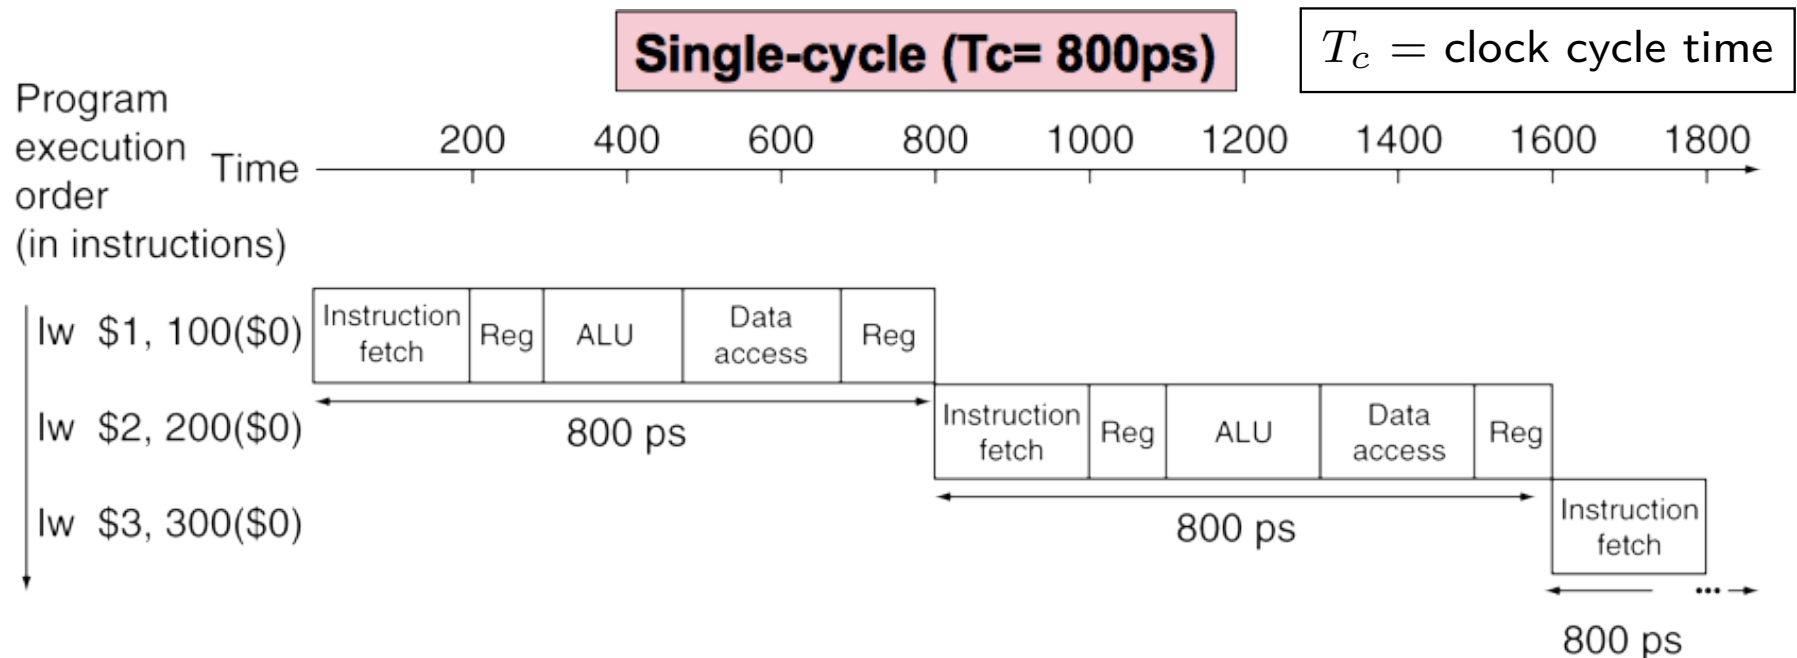 Single-cycle (Tc= 800ps)
T_c = clock cycle time
Program
execution
order
(in instructions)
Time
200 400 600 800 1000 1200 1400 1600 1800
lw $1, 100($0)
Instruction
fetch
Reg
ALU
Data
access
Reg
800 ps
lw $2, 200($0)
Instruction
fetch
Reg
ALU
Data
access
Reg
800 ps
lw $3, 300($0)
Instruction
fetch
•••
800 ps